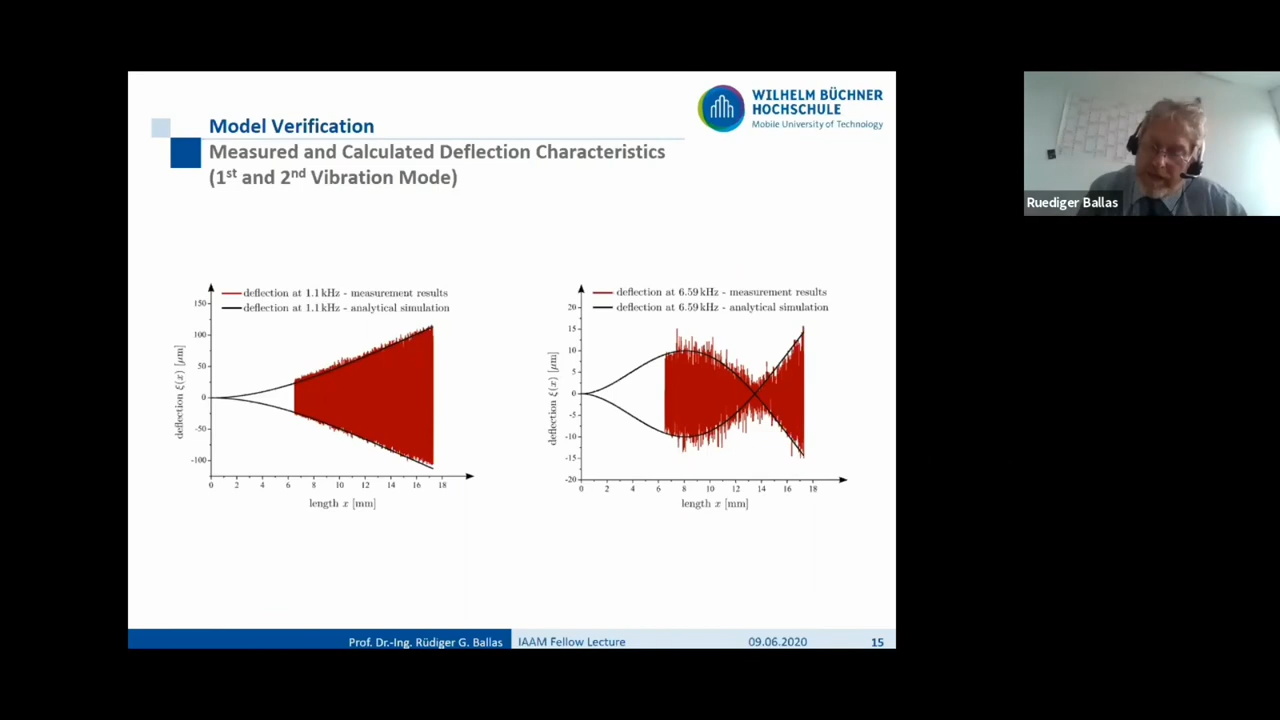 WILHELM BÜCHNER
HOCHSCHULE
Mobile University of Technology
Model Verification
Measured and Calculated Deflection Characteristics
(1st and 2nd Vibration Mode)
Ruediger Ballas
deflection at 1.1 kHz - measurement results
deflection at 1.1 kHz - analytical simulation
150
100
50
0
-50
-100
deflection ξ(x) [μm]
0 2 4 6 8 10 12 14 16 18
length x [mm]
deflection at 6.59 kHz - measurement results
deflection at 6.59 kHz - analytical simulation
20
15
10
5
0
-5
-10
-15
-20
deflection ξ(x) [μm]
0 2 4 6 8 10 12 14 16 18
length x [mm]
Prof. Dr.-Ing. Rüdiger G. Ballas IAAM Fellow Lecture 09.06.2020 15